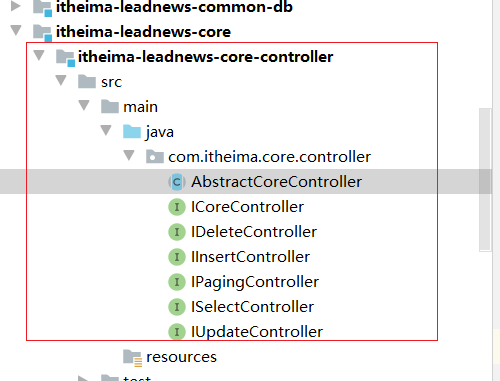 itheima-leadnews-common-db
itheima-leadnews-core
itheima-leadnews-core-controller
src
main
java
com.itheima.core.controller
C AbstractCoreController
I ICoreController
I IDeleteController
I IInsertController
I IPagingController
I ISelectController
I IUpdateController
resources
test